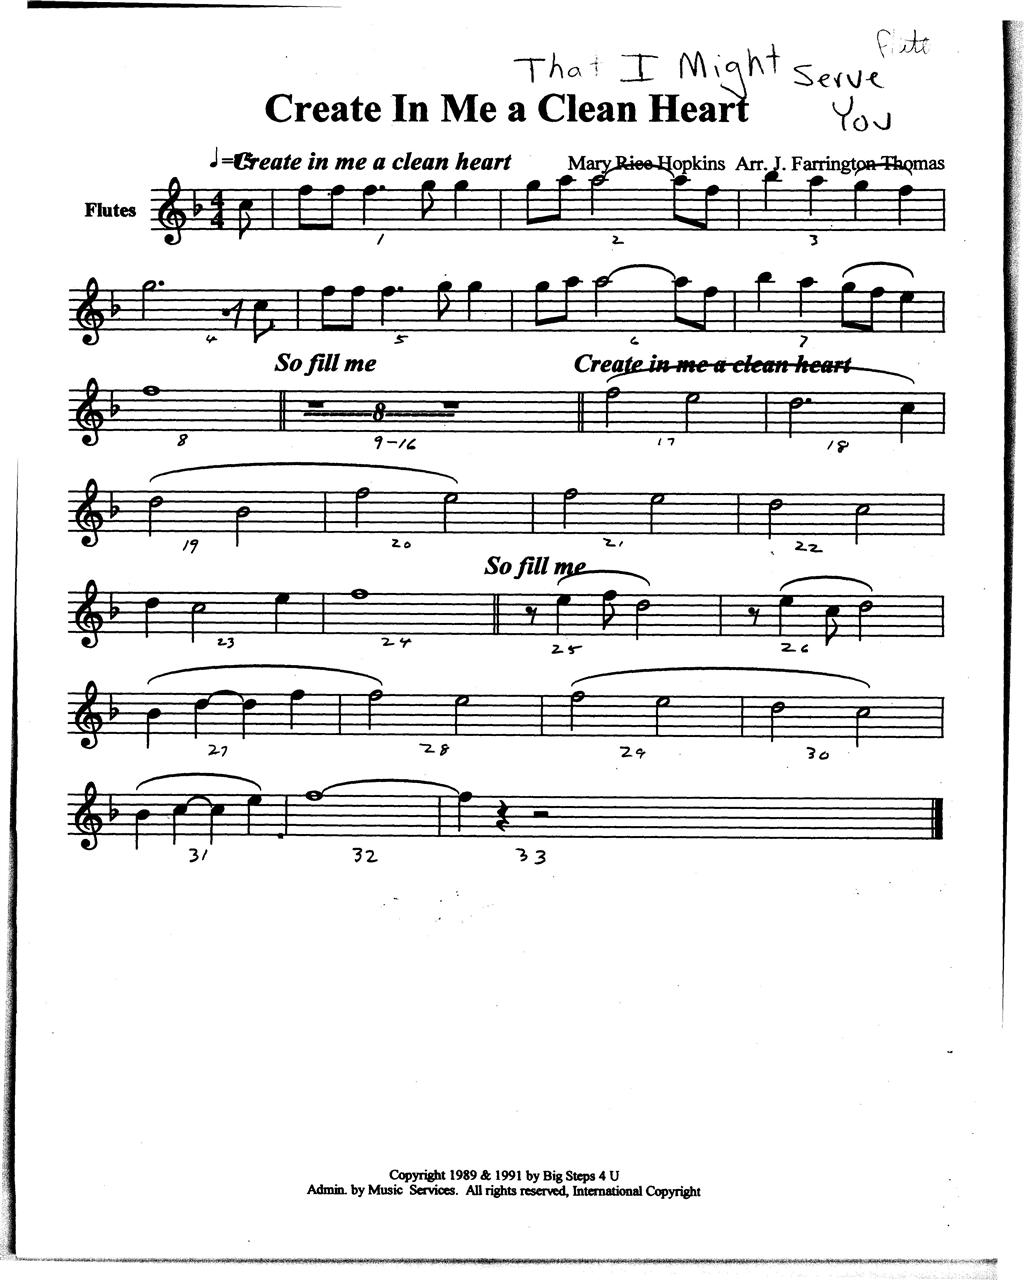 Flute
That I Might Serve
You
Create In Me a Clean Heart
Create in me a clean heart
Mary Rice Hopkins Arr. J. Farrington Thomas
Flutes
1 2 3
4 5 6 7
So fill me Create in me a clean heart
8
8 9-16 17 18
19 20 21 22
So fill me
23 24 25 26
27 28 29 30
31 32 33
Copyright 1989 & 1991 by Big Steps 4 U
Admin. by Music Services. All rights reserved, International Copyright